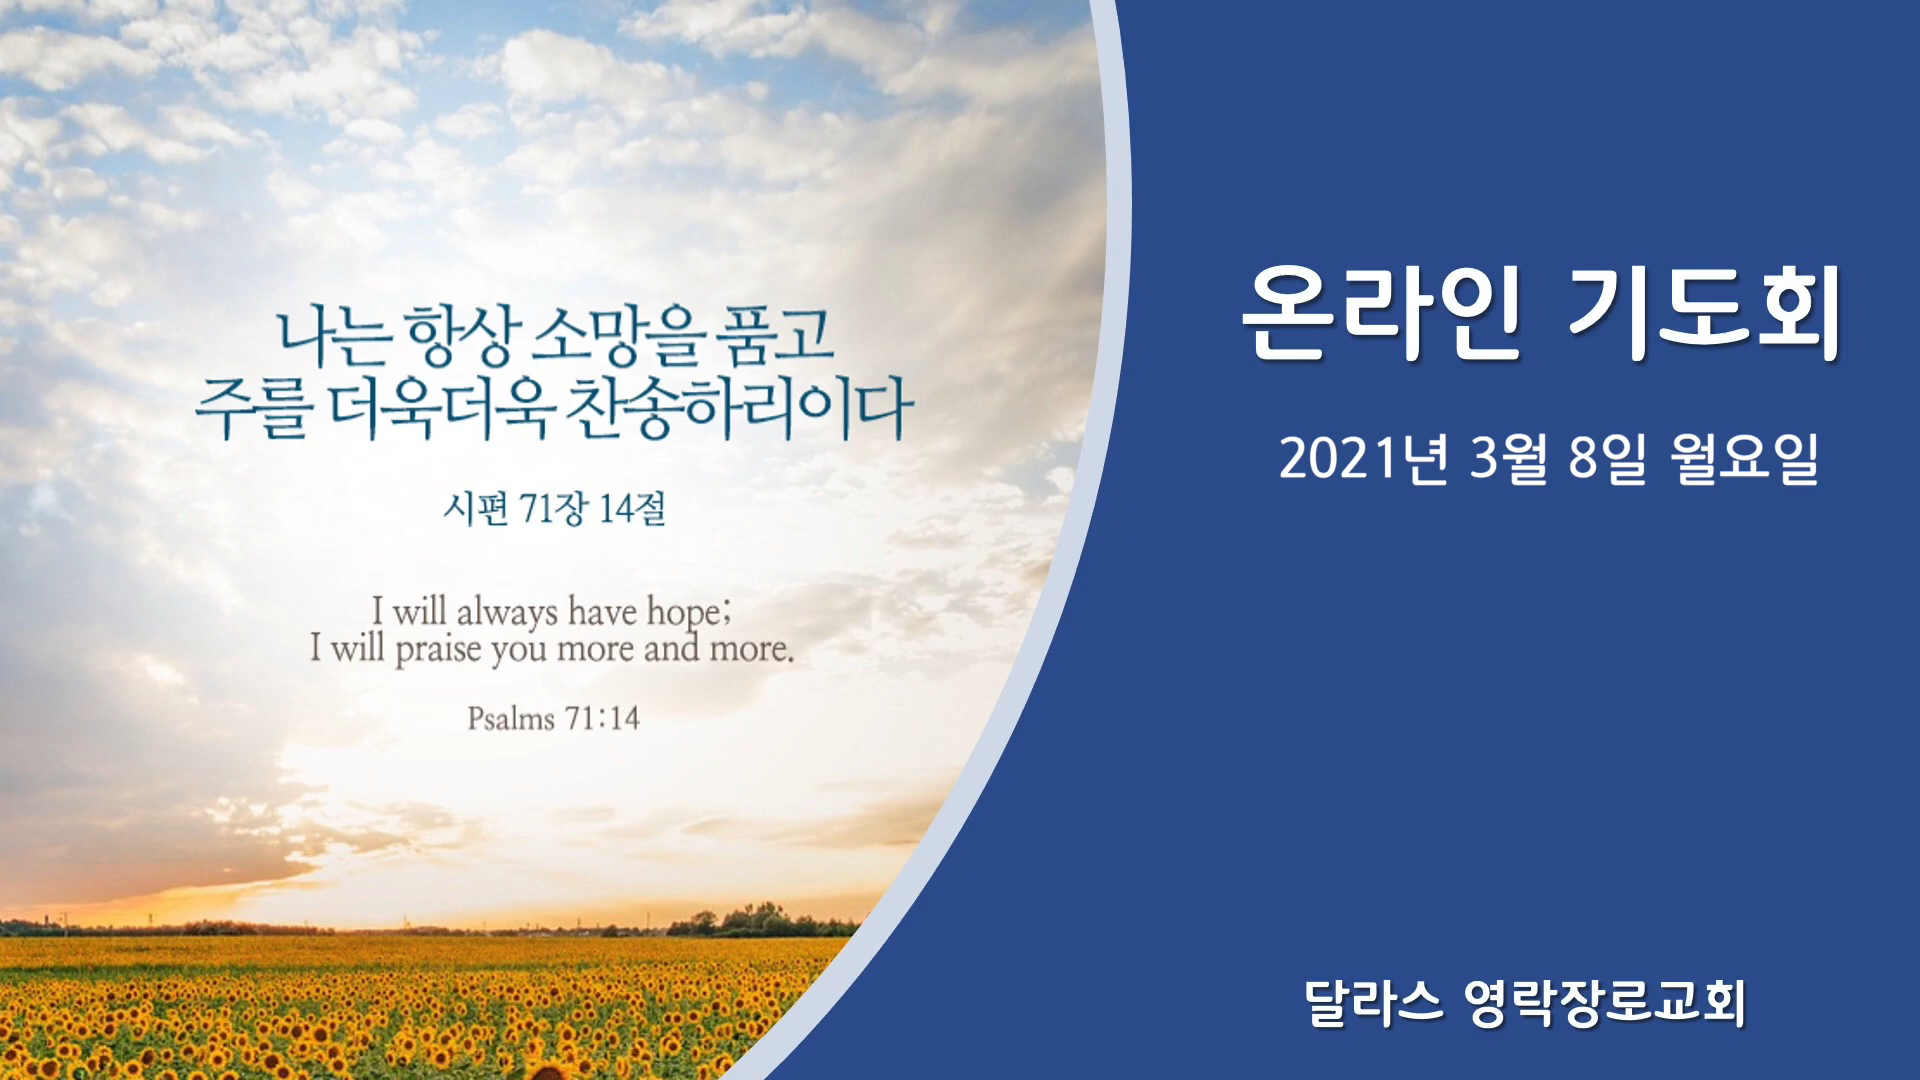 나는 항상 소망을 품고
주를 더욱더욱 찬송하리이다
시편 71장 14절
I will always have hope;
I will praise you more and more.
Psalms 71:14
온라인 기도회
2021년 3월 8일 월요일
달라스 영락장로교회